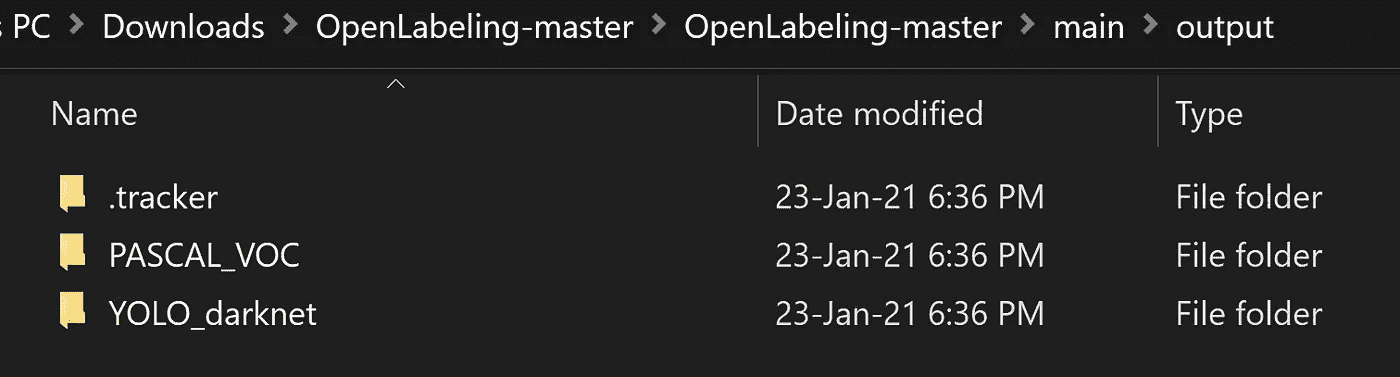 s PC > Downloads > OpenLabeling-master > OpenLabeling-master > main > output
Name Date modified Type
.tracker 23-Jan-21 6:36 PM File folder
PASCAL_VOC 23-Jan-21 6:36 PM File folder
YOLO_darknet 23-Jan-21 6:36 PM File folder